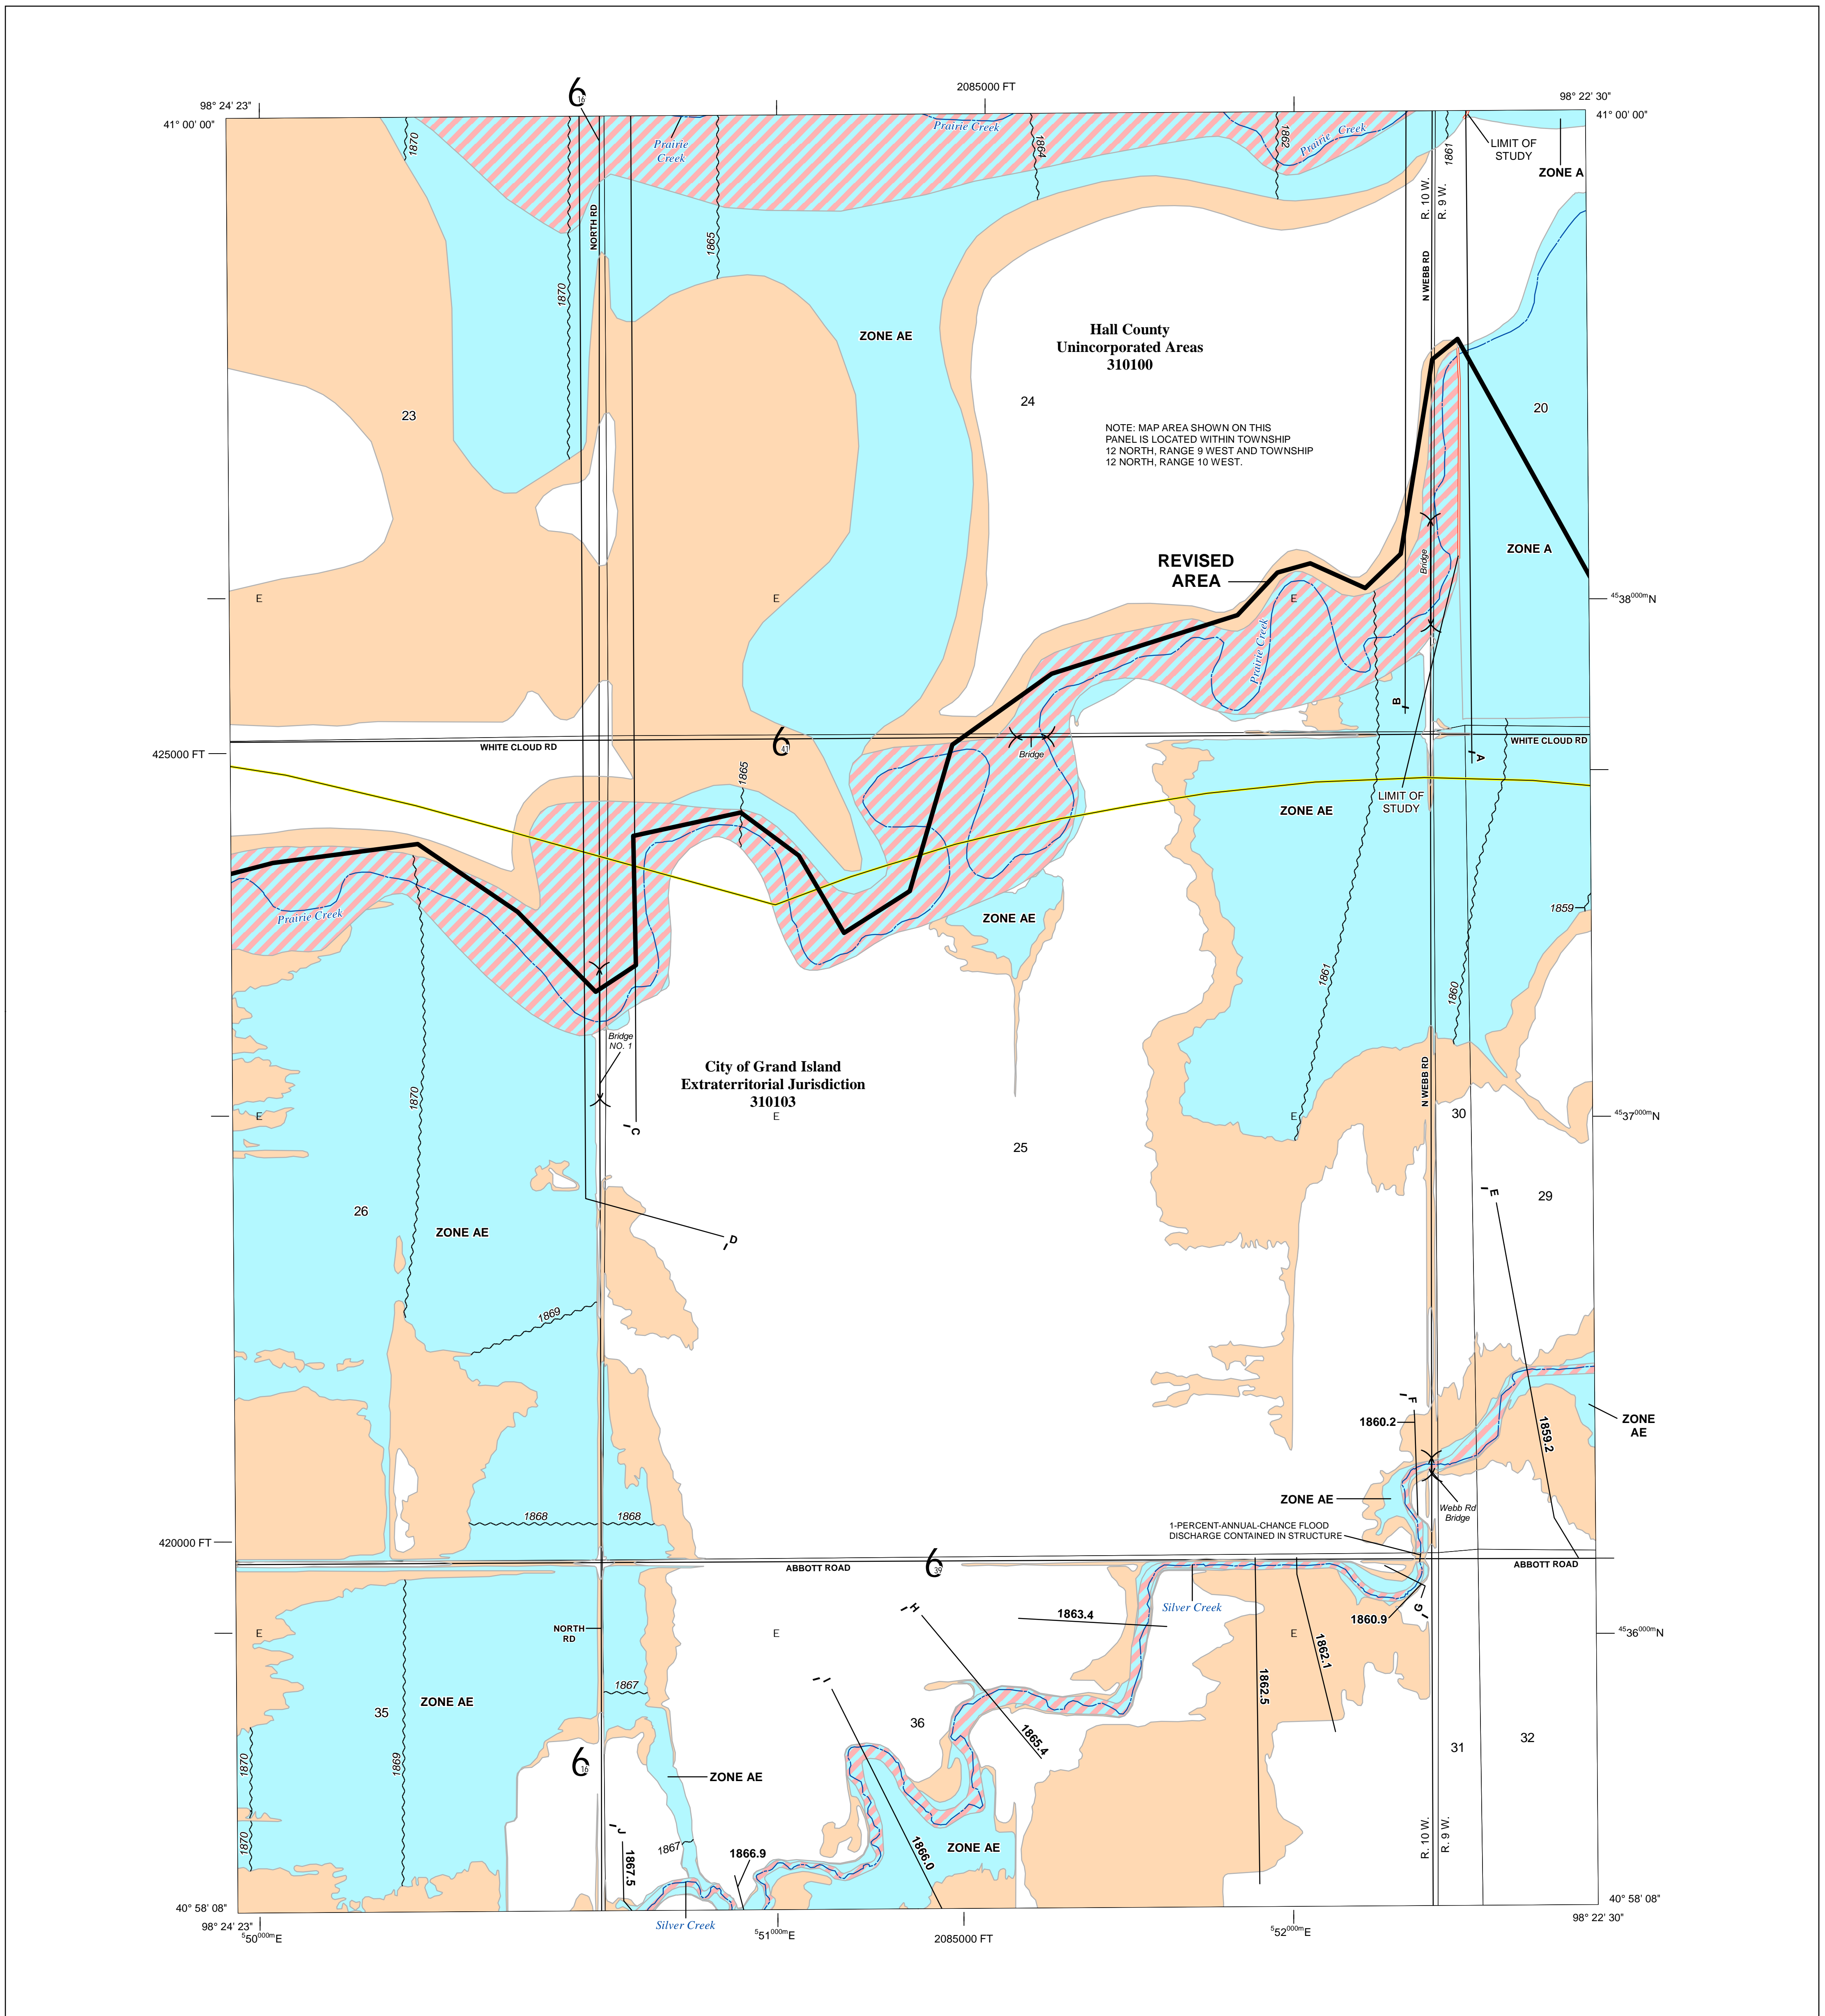 2085000 FT
98° 24' 23"
98° 22' 30"
41° 00' 00"
41° 00' 00"
6
16
1870
Prairie
Creek
Prairie Creek
1864
1862
Prairie Creek
1861
LIMIT OF
STUDY
ZONE A
R. 10 W.
R. 9 W.
NORTH RD
1865
1870
N WEBB RD
ZONE AE
Hall County
Unincorporated Areas
310100
23
24
20
NOTE: MAP AREA SHOWN ON THIS
PANEL IS LOCATED WITHIN TOWNSHIP
12 NORTH, RANGE 9 WEST AND TOWNSHIP
12 NORTH, RANGE 10 WEST.
REVISED
AREA
Bridge
ZONE A
E
E
E
4538000mN
Prairie Creek
B
425000 FT
WHITE CLOUD RD
6
41
Bridge
WHITE CLOUD RD
A
1865
LIMIT OF
STUDY
ZONE AE
Prairie Creek
ZONE AE
1859
1861
1860
Bridge
NO. 1
City of Grand Island
Extraterritorial Jurisdiction
310103
1870
N WEBB RD
E
E
E
30
4537000mN
C
25
26
ZONE AE
D
E
29
1869
F
1860.2
1859.2
ZONE
AE
ZONE AE
Webb Rd
Bridge
1868
1868
1-PERCENT-ANNUAL-CHANCE FLOOD
DISCHARGE CONTAINED IN STRUCTURE
420000 FT
ABBOTT ROAD
6
39
ABBOTT ROAD
H
Silver Creek
1863.4
G
1860.9
NORTH
RD
E
E
E
4536000mN
1862.1
1862.5
1867
I
35
ZONE AE
36
1865.4
31
32
1870
1869
6
16
ZONE AE
J
R. 10 W.
R. 9 W.
1870
1867
1867.5
1866.9
1866.0
ZONE AE
40° 58' 08"
40° 58' 08"
98° 24' 23"
Silver Creek
98° 22' 30"
550000mE
551000mE
2085000 FT
552000mE